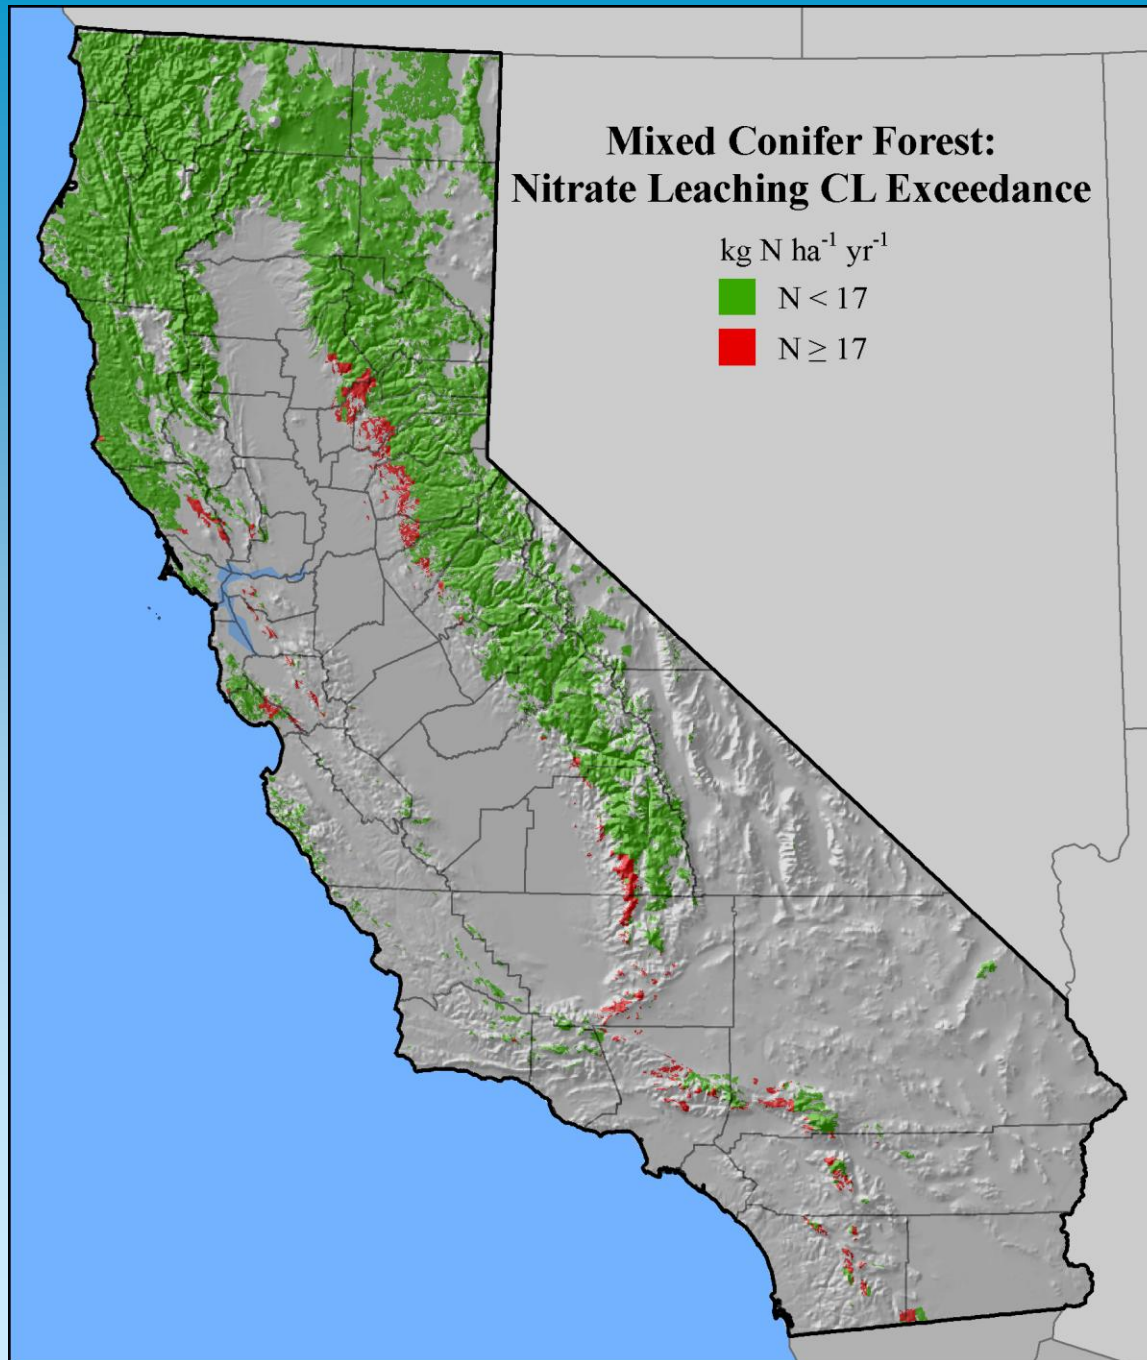 Mixed Conifer Forest:
Nitrate Leaching CL Exceedance
kg N ha⁻¹ yr⁻¹
N < 17
N ≥ 17